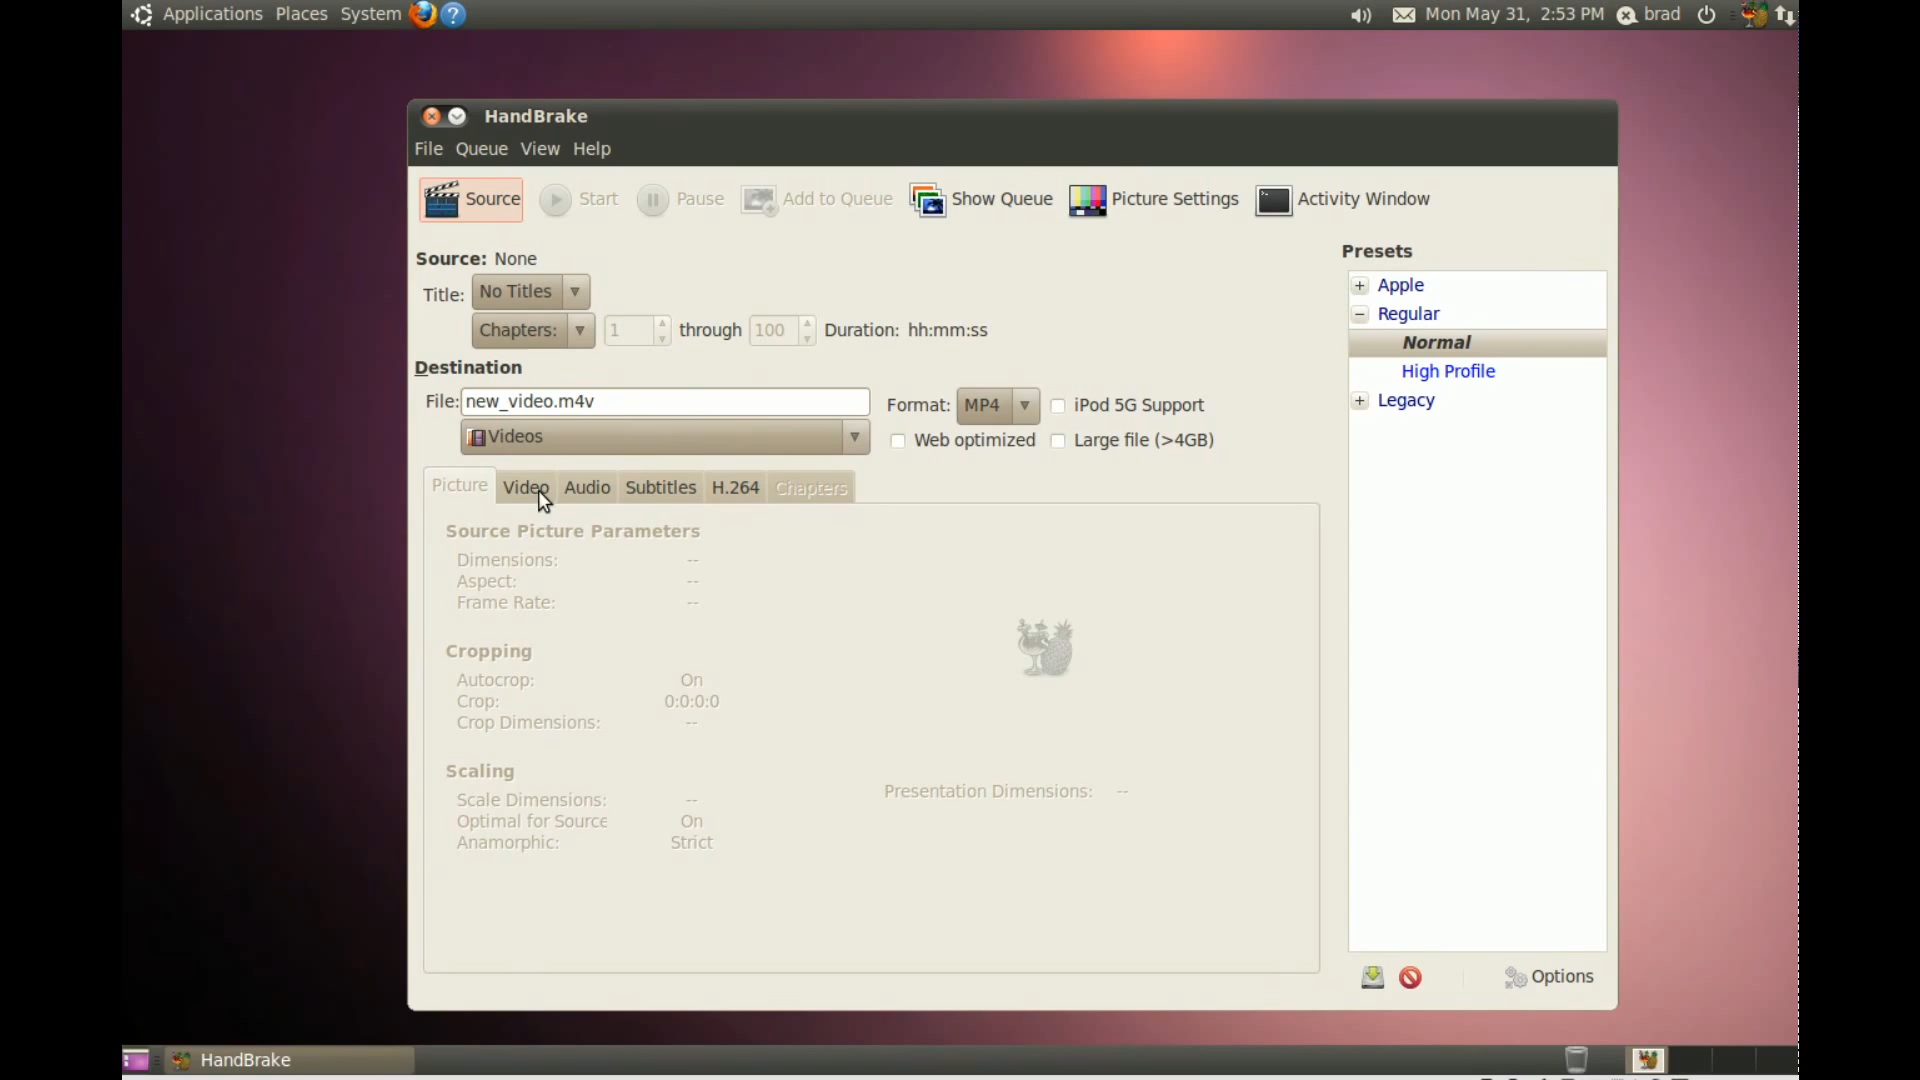 Applications Places System ? Mon May 31, 2:53 PM brad
HandBrake
File Queue View Help
Source Start Pause Add to Queue Show Queue Picture Settings Activity Window
Source: None
Title: No Titles
Chapters: 1 through 100 Duration: hh:mm:ss
Destination
File: new_video.m4v Format: MP4 iPod 5G Support
Videos Web optimized Large file (>4GB)
Picture Video Audio Subtitles H.264 Chapters
Source Picture Parameters
Dimensions: --
Aspect: --
Frame Rate: --
Cropping
Autocrop: On
Crop: 0:0:0:0
Crop Dimensions: --
Scaling
Scale Dimensions: --
Optimal for Source On
Anamorphic: Strict
Presentation Dimensions: --
Presets
Apple
Regular
Normal
High Profile
Legacy
Options
HandBrake